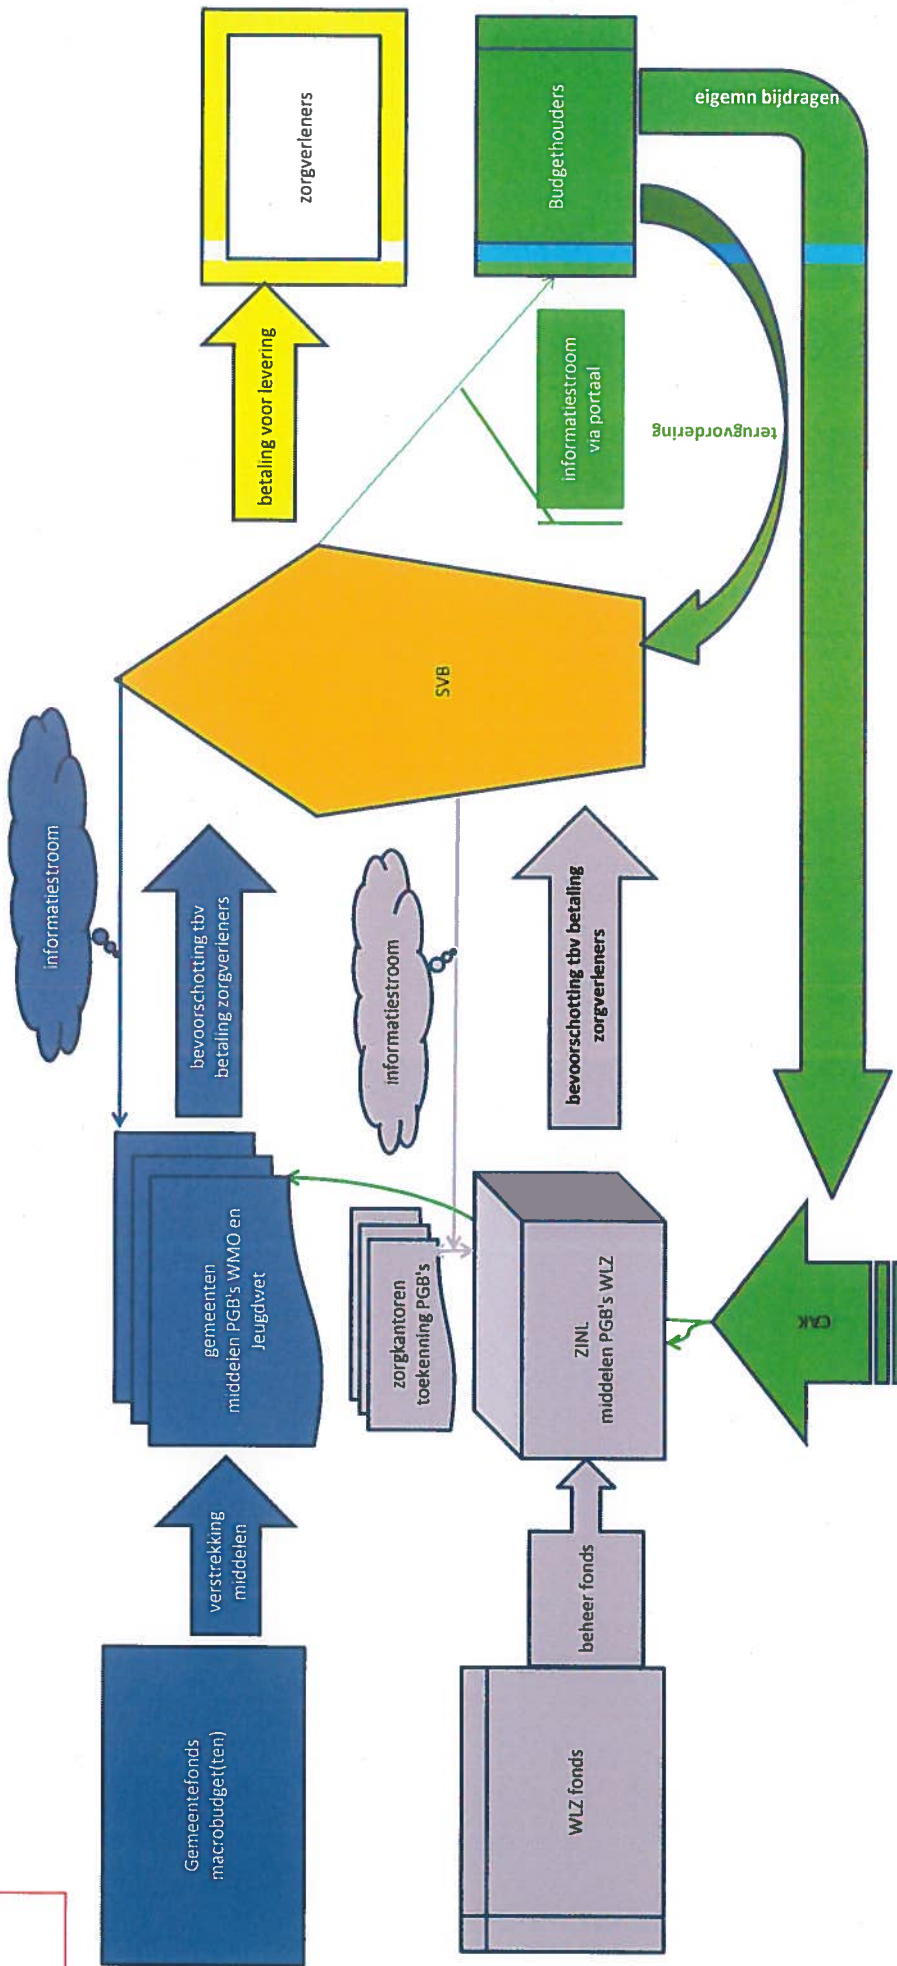 Gemeentefonds
macrobudget(ten)
verstrekking
middelen
gemeenten
middelen PGB's WMO en
Jeugdwet
bevoorschotting tbv
betaling zorgverleners
informatiestroom
betaling voor levering
zorgverleners
WLZ fonds
beheer fonds
zorgkantoren
toekenning PGB's
ZINL
middelen PGB's WLZ
informatiestroom
bevoorschotting tbv betaling
zorgverleners
SVB
informatiestroom
via portaal
Budgethouders
terugvordering
eigemn bijdragen
CAK